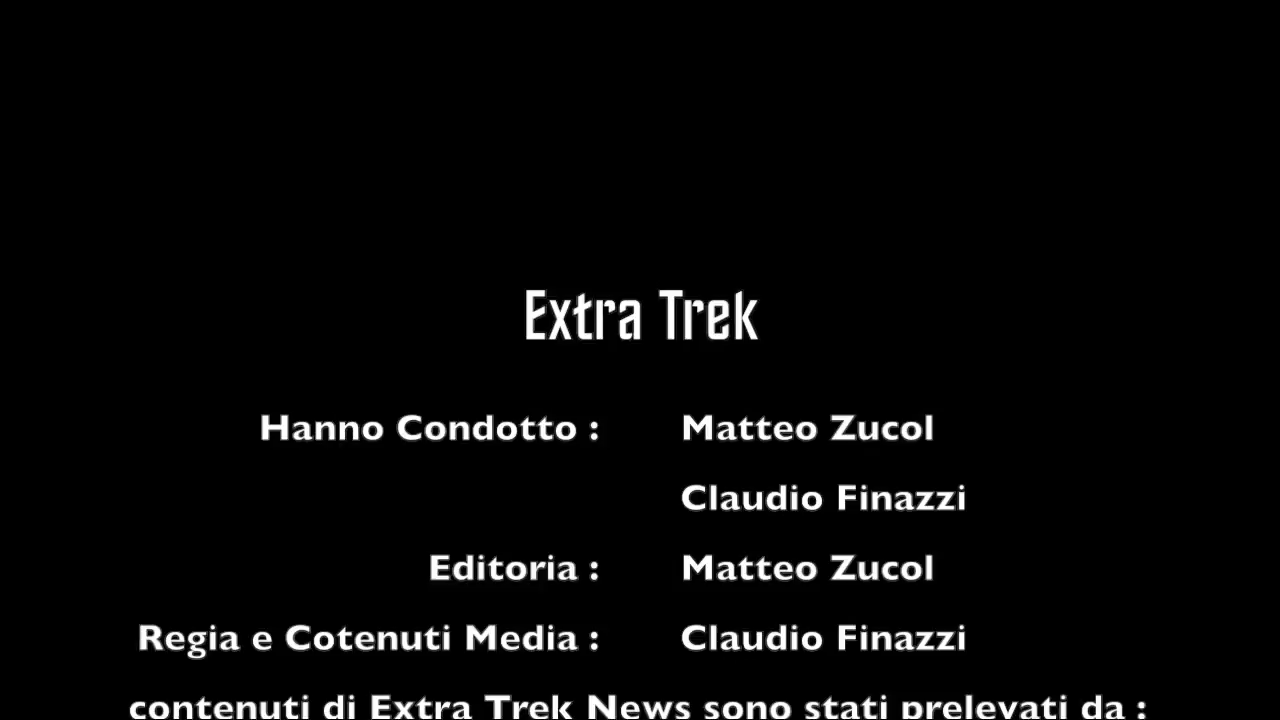 Extra Trek
Hanno Condotto : Matteo Zucol
Claudio Finazzi
Editoria : Matteo Zucol
Regia e Cotenuti Media : Claudio Finazzi
contenuti di Extra Trek News sono stati prelevati da :